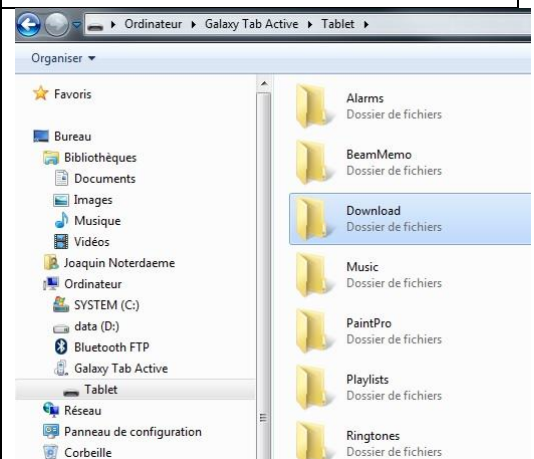 Ordinateur ▸ Galaxy Tab Active ▸ Tablet ▸
Organiser ▾
Favoris
Bureau
Bibliothèques
Documents
Images
Musique
Vidéos
Joaquin Noterdaeme
Ordinateur
SYSTEM (C:)
data (D:)
Bluetooth FTP
Galaxy Tab Active
Tablet
Réseau
Panneau de configuration
Corbeille
Alarms
Dossier de fichiers
BeamMemo
Dossier de fichiers
Download
Dossier de fichiers
Music
Dossier de fichiers
PaintPro
Dossier de fichiers
Playlists
Dossier de fichiers
Ringtones
Dossier de fichiers